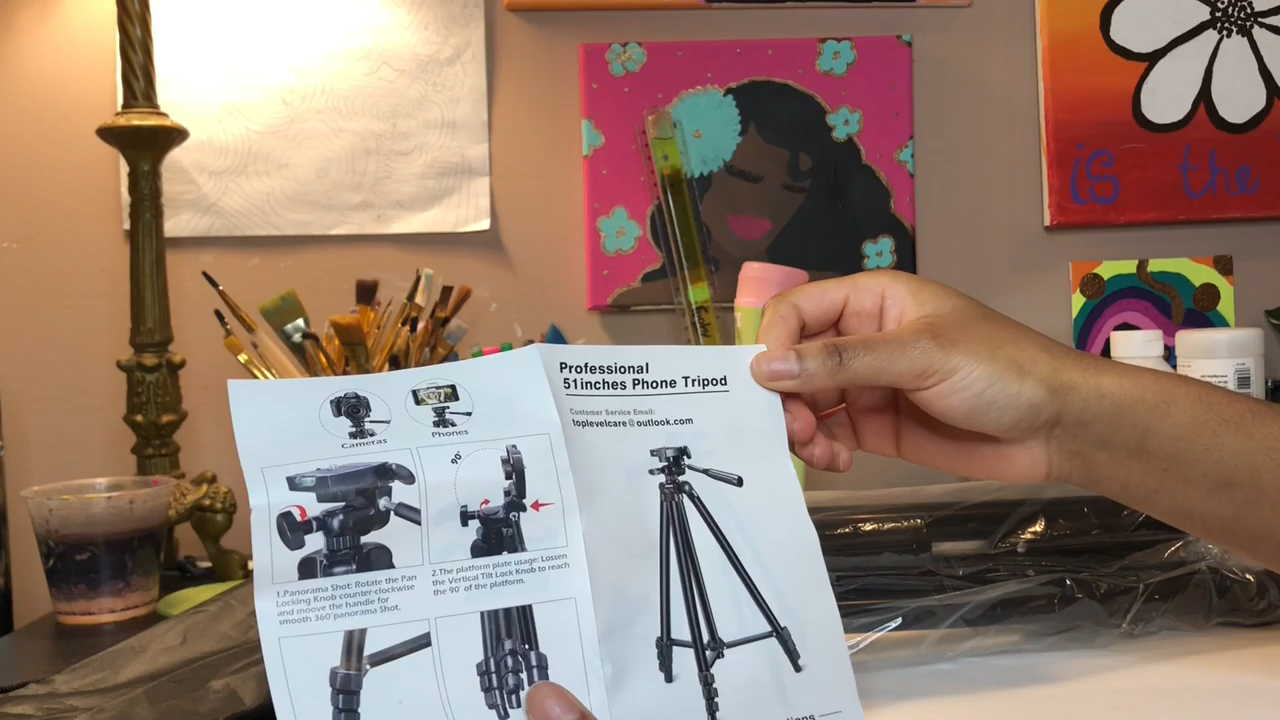 is the
Professional
51inches Phone Tripod
Customer Service Email:
toplevelcare@outlook.com
Cameras
Phones
90°
1.Panorama Shot: Rotate the Pan
Locking Knob counter-clockwise
and moove the handle for
smooth 360°panorama Shot.
2.The platform plate usage: Lossen
the Vertical Tilt Lock Knob to reach
the 90° of the platform.